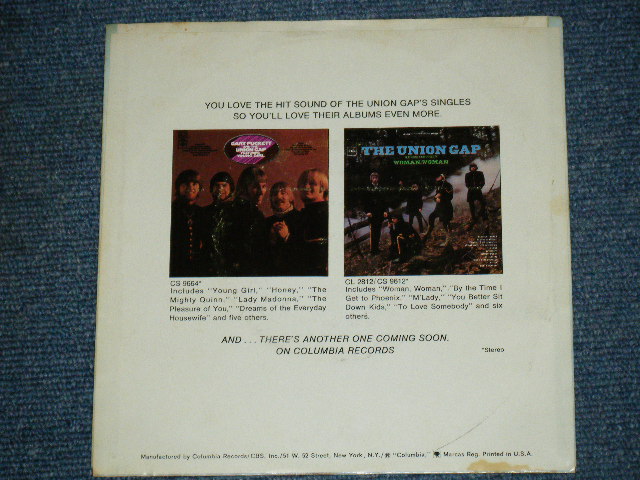 YOU LOVE THE HIT SOUND OF THE UNION GAP'S SINGLES
SO YOU'LL LOVE THEIR ALBUMS EVEN MORE.
GARY PUCKETT
UNION GAP
YOUNG GIRL
THE UNION GAP
WOMAN, WOMAN
CS 9664*
Includes "Young Girl," "Honey," "The
Mighty Quinn," "Lady Madonna," "The
Pleasure of You," "Dreams of the Everyday
Housewife" and five others.
CL 2812/CS 9612*
Includes "Woman, Woman," "By the Time I
Get to Phoenix," "M'Lady," "You Better Sit
Down Kids," "To Love Somebody" and six
others.
AND . . . THERE'S ANOTHER ONE COMING SOON.
ON COLUMBIA RECORDS
*Stereo
Manufactured by Columbia Records/CBS, Inc./51 W. 52 Street, New York, N.Y./® "Columbia," Marcas Reg. Printed in U.S.A.